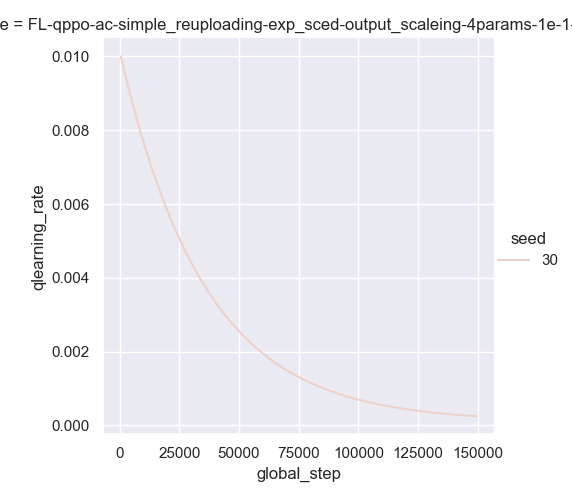 e = FL-qppo-ac-simple_reuploading-exp_sced-output_scaleing-4params-1e-1-
0.010
0.008
0.006
0.004
0.002
0.000
qlearning_rate
0 25000 50000 75000 100000 125000 150000
global_step
seed
30